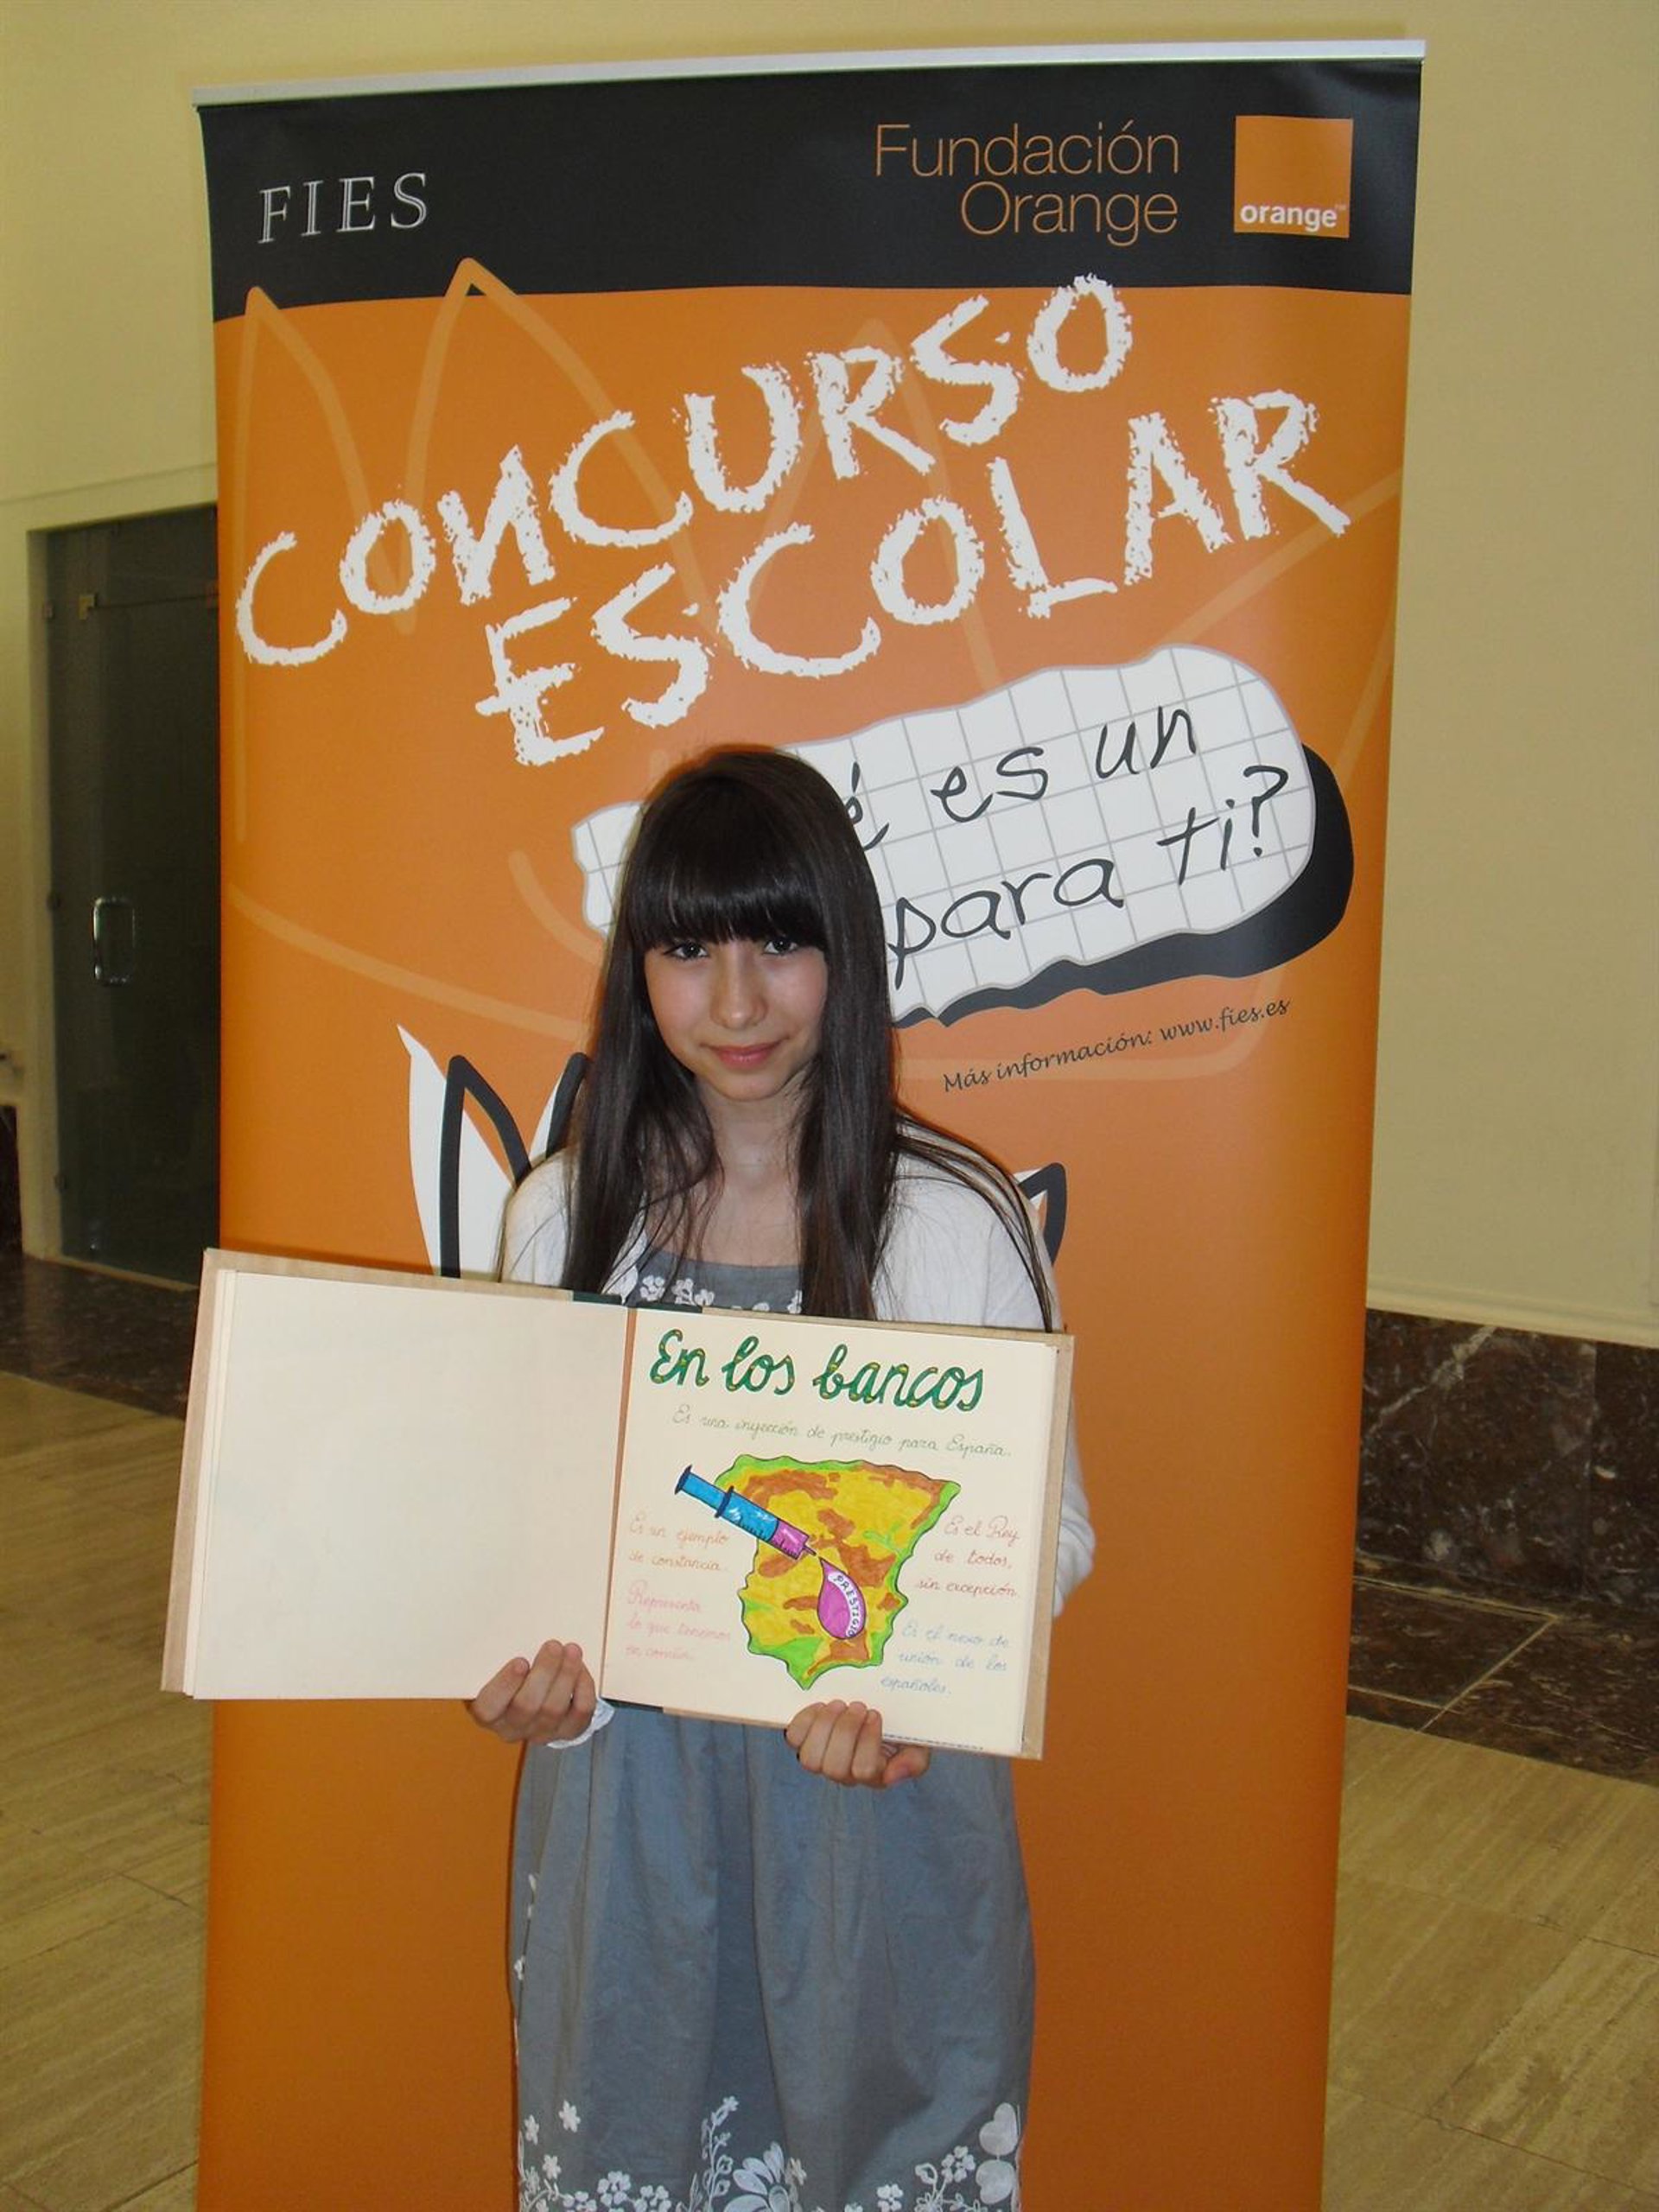 FIES
Fundación
Orange
orange™
CONCURSO
ESCOLAR
é es un
para ti?
Más información: www.fies.es
En los bancos
Es una inyección de prestigio para España.
Es un ejemplo
de constancia.
Representa
lo que tenemos
en común.
PRESTIGIO
Es el Rey
de todos,
sin excepción
Es el nexo de
unión de los
españoles.